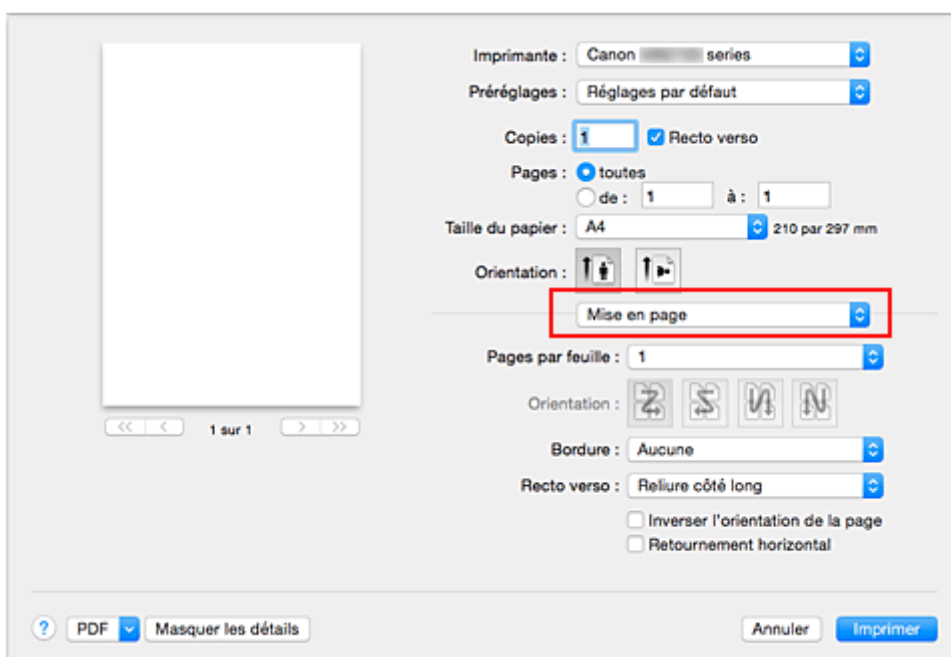 Imprimante : Canon series
Préréglages : Réglages par défaut
Copies : 1 Recto verso
Pages : toutes
de : 1 à : 1
Taille du papier : A4 210 par 297 mm
Orientation :
Mise en page
Pages par feuille : 1
Orientation :
<< < 1 sur 1 > >>
Bordure : Aucune
Recto verso : Reliure côté long
Inverser l'orientation de la page
Retournement horizontal
? PDF Masquer les détails Annuler Imprimer